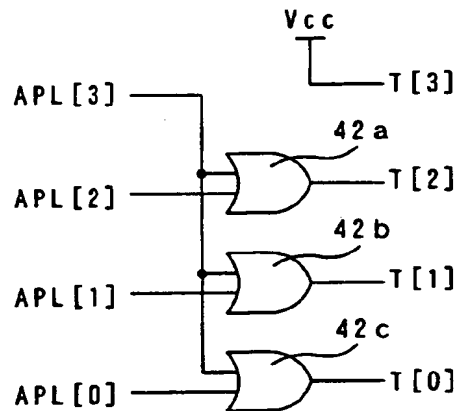 Vcc
APL[3]
T[3]
42a
APL[2]
T[2]
42b
APL[1]
T[1]
42c
APL[0]
T[0]